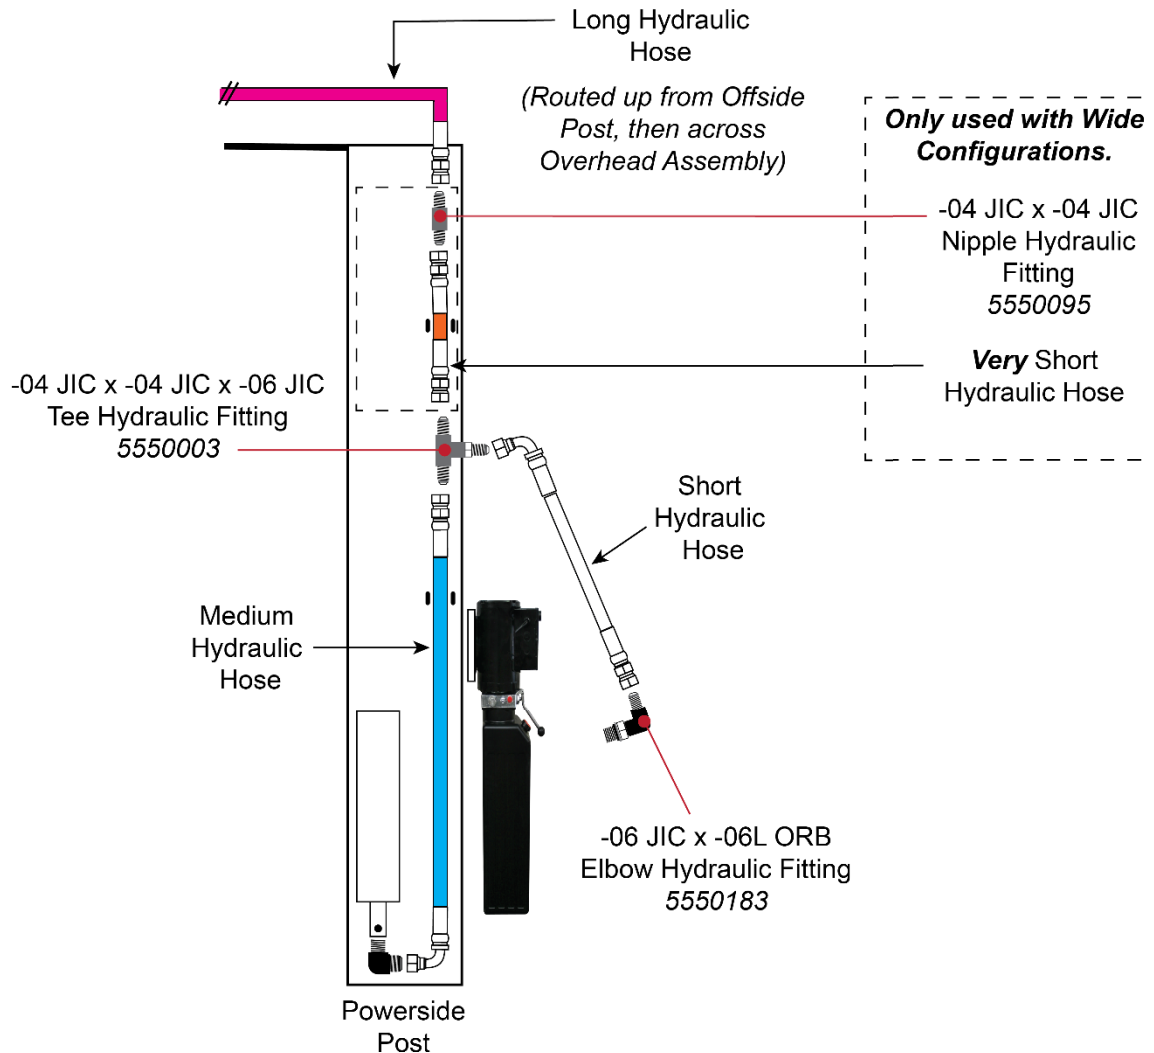 Long Hydraulic
Hose
(Routed up from Offside
Post, then across
Overhead Assembly)
Only used with Wide
Configurations.
-04 JIC x -04 JIC
Nipple Hydraulic
Fitting
5550095
Very Short
Hydraulic Hose
-04 JIC x -04 JIC x -06 JIC
Tee Hydraulic Fitting
5550003
Short
Hydraulic
Hose
Medium
Hydraulic
Hose
-06 JIC x -06L ORB
Elbow Hydraulic Fitting
5550183
Powerside
Post